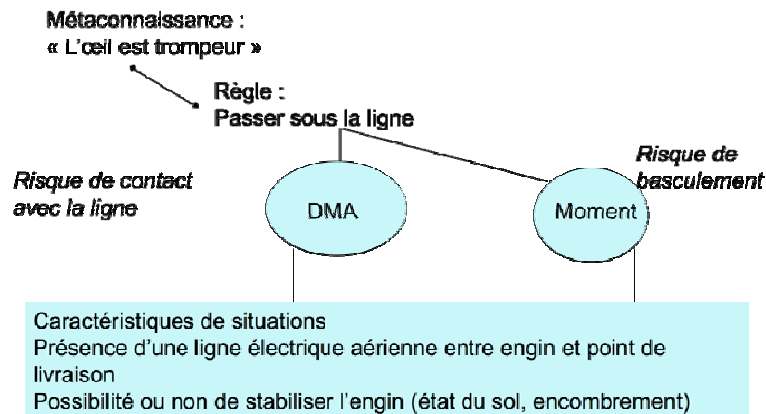 Métaconnaissance :
« L'œil est trompeur »
Règle :
Passer sous la ligne
Risque de contact
avec la ligne
DMA
Moment
Risque de
basculement
Caractéristiques de situations
Présence d'une ligne électrique aérienne entre engin et point de
livraison
Possibilité ou non de stabiliser l'engin (état du sol, encombrement)